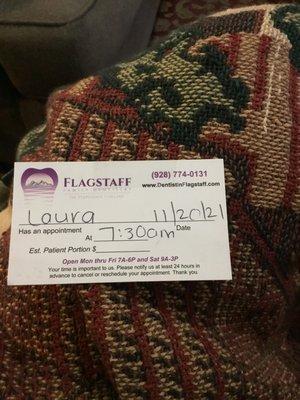 (928) 774-0131
FLAGSTAFF
FAMILY DENTISTRY
www.DentistinFlagstaff.com
Laura 11/20/21
Has an appointment Date
At 7:30am
Est. Patient Portion $
Open Mon thru Fri 7A-6P and Sat 9A-3P
Your time is important to us. Please notify us at least 24 hours in
advance to cancel or reschedule your appointment. Thank you.